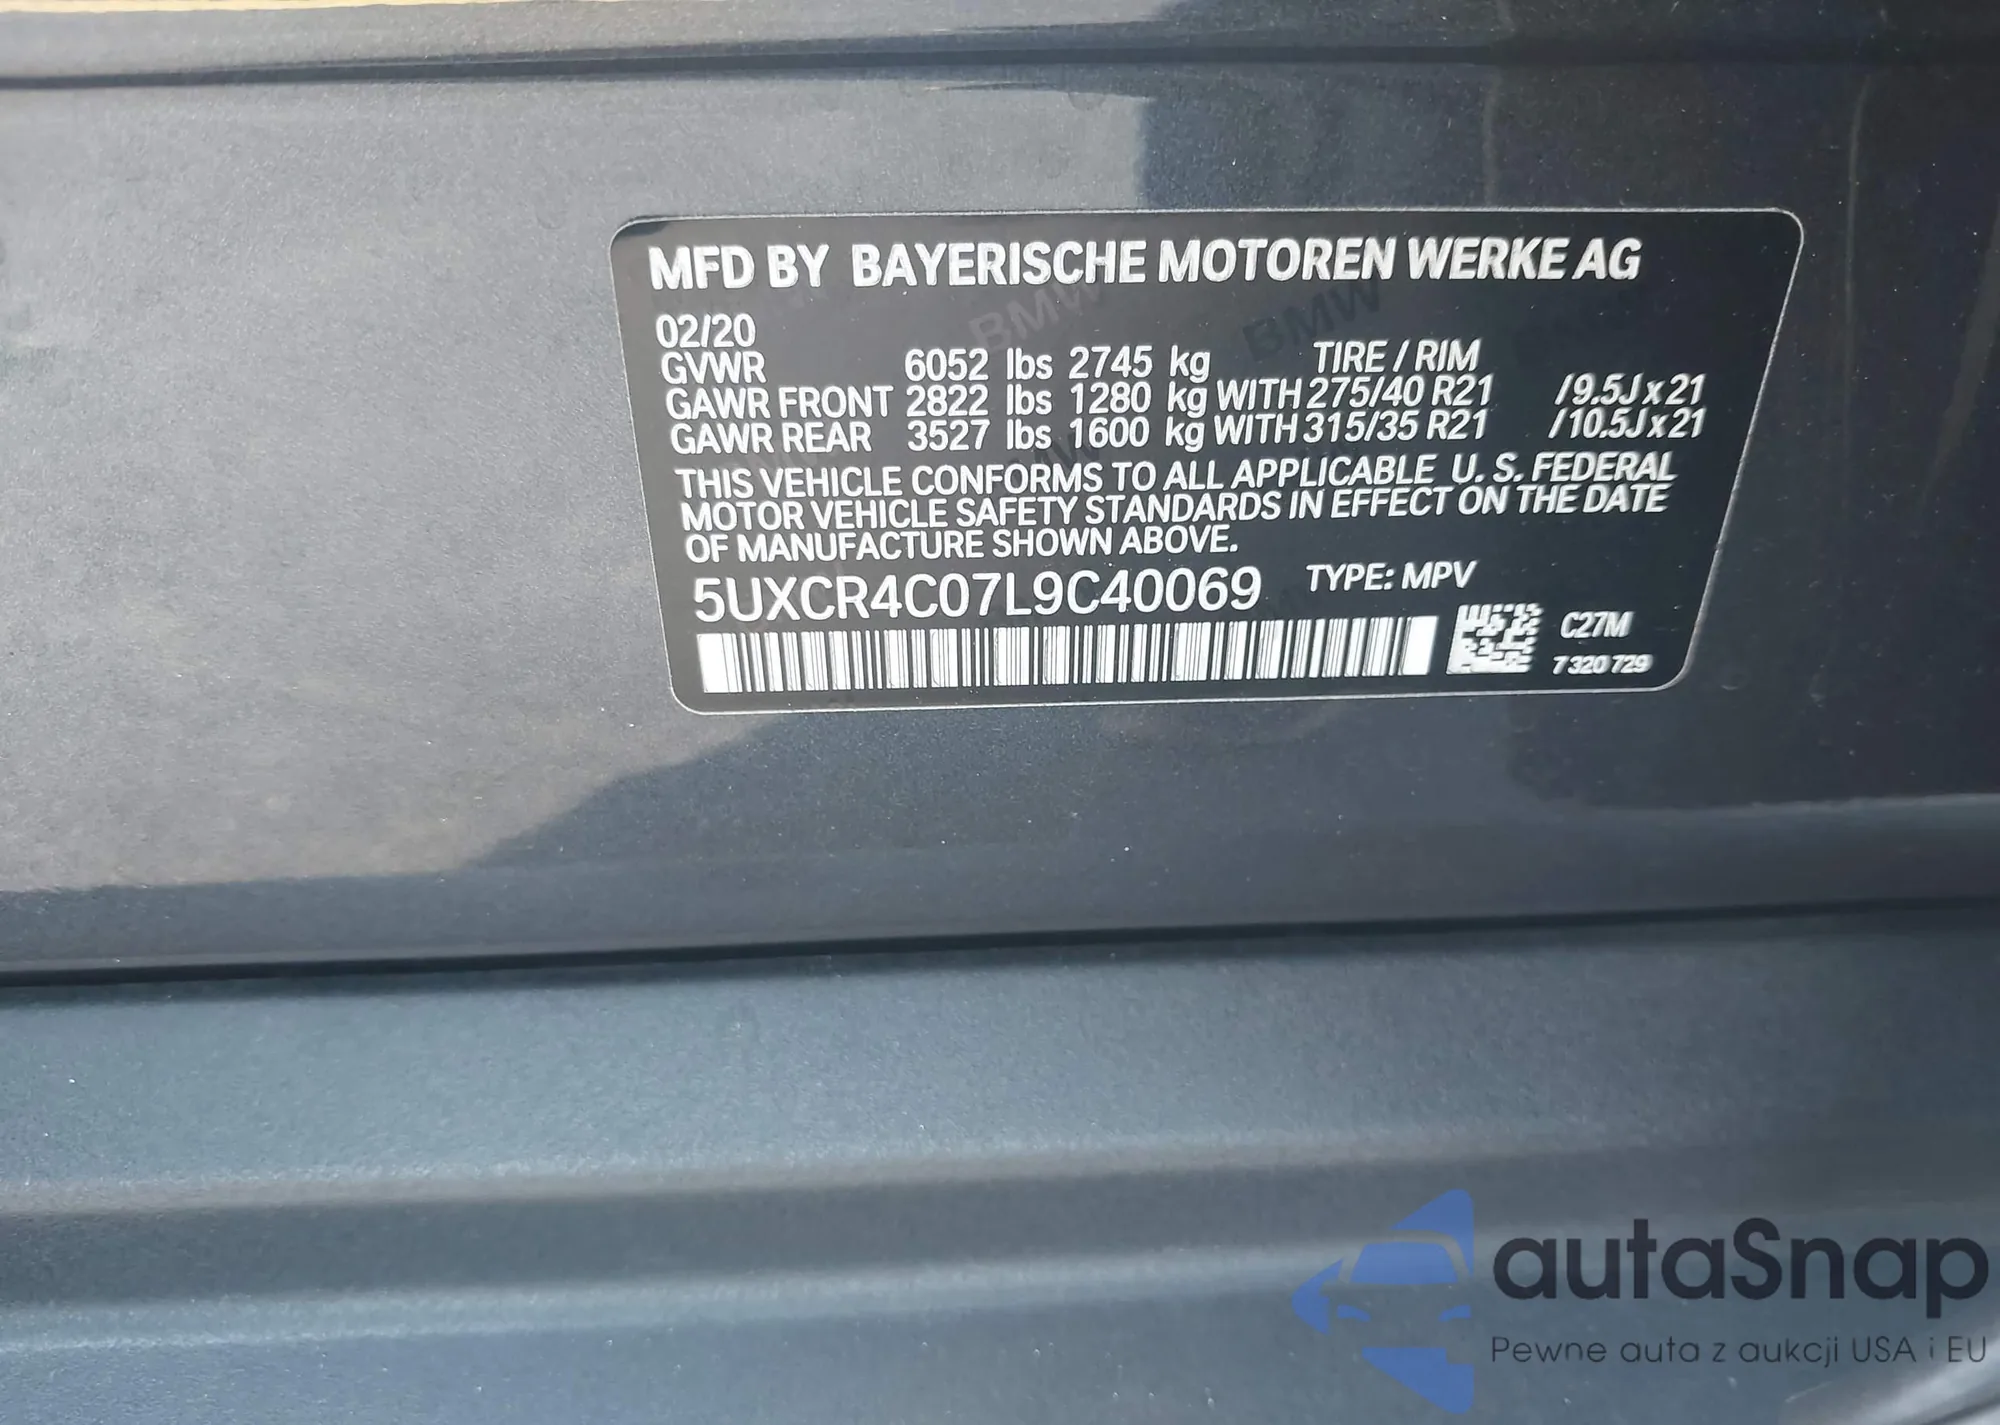 MFD BY BAYERISCHE MOTOREN WERKE AG
02/20
GVWR 6052 lbs 2745 kg TIRE / RIM
GAWR FRONT 2822 lbs 1280 kg WITH 275/40 R21 /9.5J x 21
GAWR REAR 3527 lbs 1600 kg WITH 315/35 R21 /10.5J x 21
THIS VEHICLE CONFORMS TO ALL APPLICABLE U. S. FEDERAL
MOTOR VEHICLE SAFETY STANDARDS IN EFFECT ON THE DATE
OF MANUFACTURE SHOWN ABOVE.
5UXCR4C07L9C40069 TYPE: MPV
C27M
7 320 729
autaSnap
Pewne auta z aukcji USA i EU